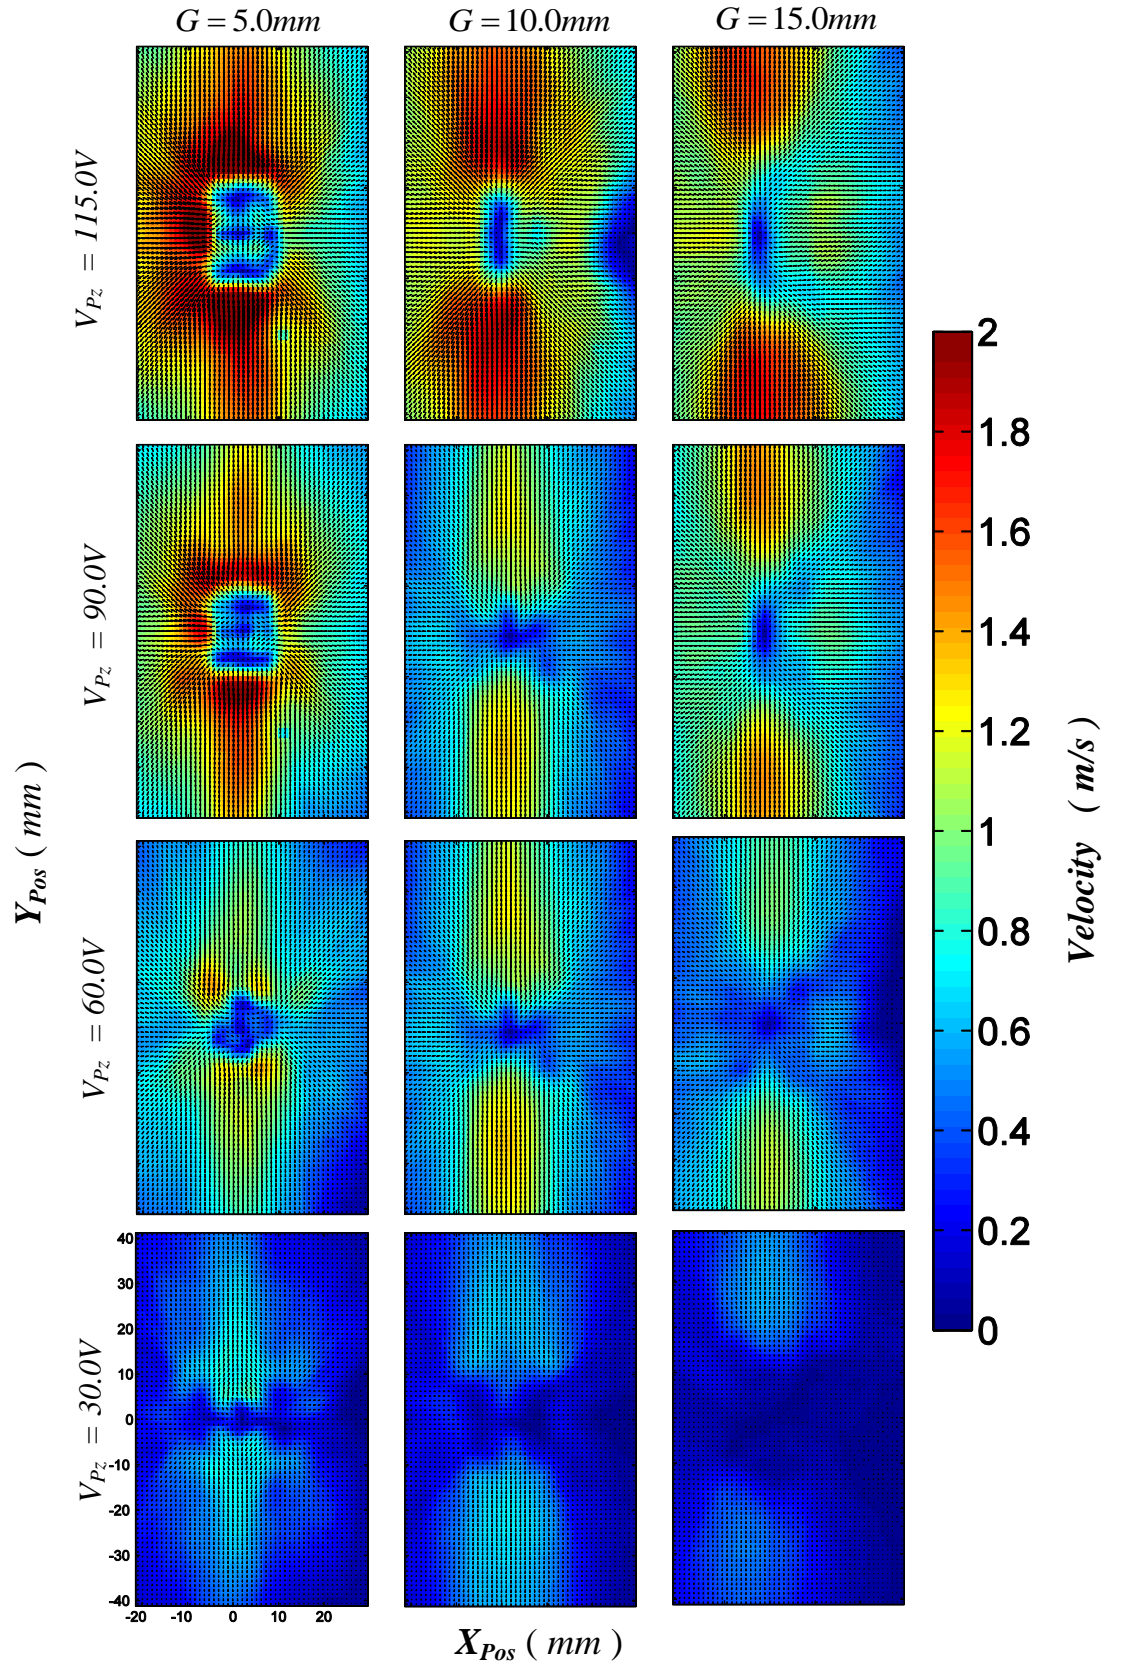 G = 5.0mm
G = 10.0mm
G = 15.0mm
V_Pz = 115.0V
V_Pz = 90.0V
V_Pz = 60.0V
V_Pz = 30.0V
Y_Pos ( mm )
40
30
20
10
0
-10
-20
-30
-40
-20 -10 0 10 20
X_Pos ( mm )
2
1.8
1.6
1.4
1.2
1
0.8
0.6
0.4
0.2
0
Velocity ( m/s )